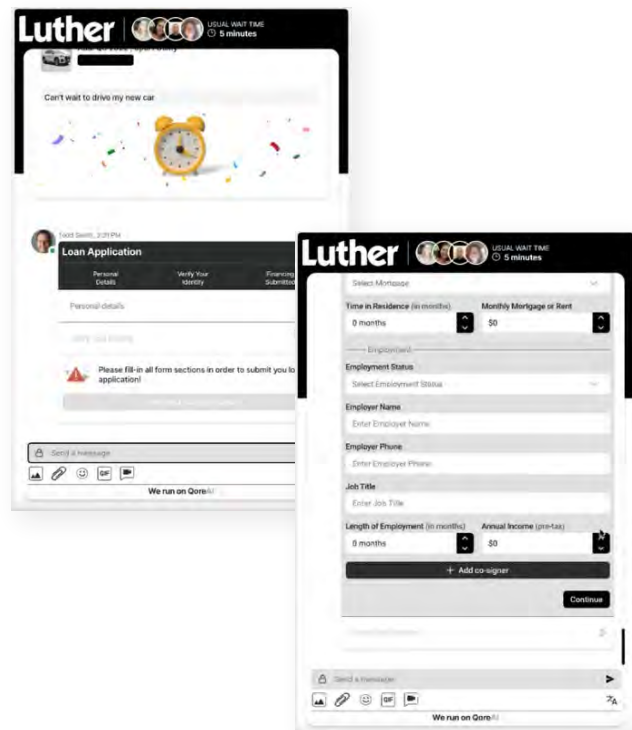 Luther
USUAL WAIT TIME
5 minutes
Can't wait to drive my new car
Loan Application
Personal Details
Verify Your Identity
Financing Submitted
Personal details
Please fill-in all form sections in order to submit you lo
application!
Send a message
GIF
We run on QoreAI
Luther
USUAL WAIT TIME
5 minutes
Select Mortgage
Time in Residence (in months) Monthly Mortgage or Rent
0 months $0
Employment
Employment Status
Select Employment Status
Employer Name
Enter Employer Name
Employer Phone
Enter Employer Phone
Job Title
Enter Job Title
Length of Employment (in months) Annual Income (pre-tax)
0 months $0
+ Add co-signer
Continue
Send a message
GIF
We run on QoreAI